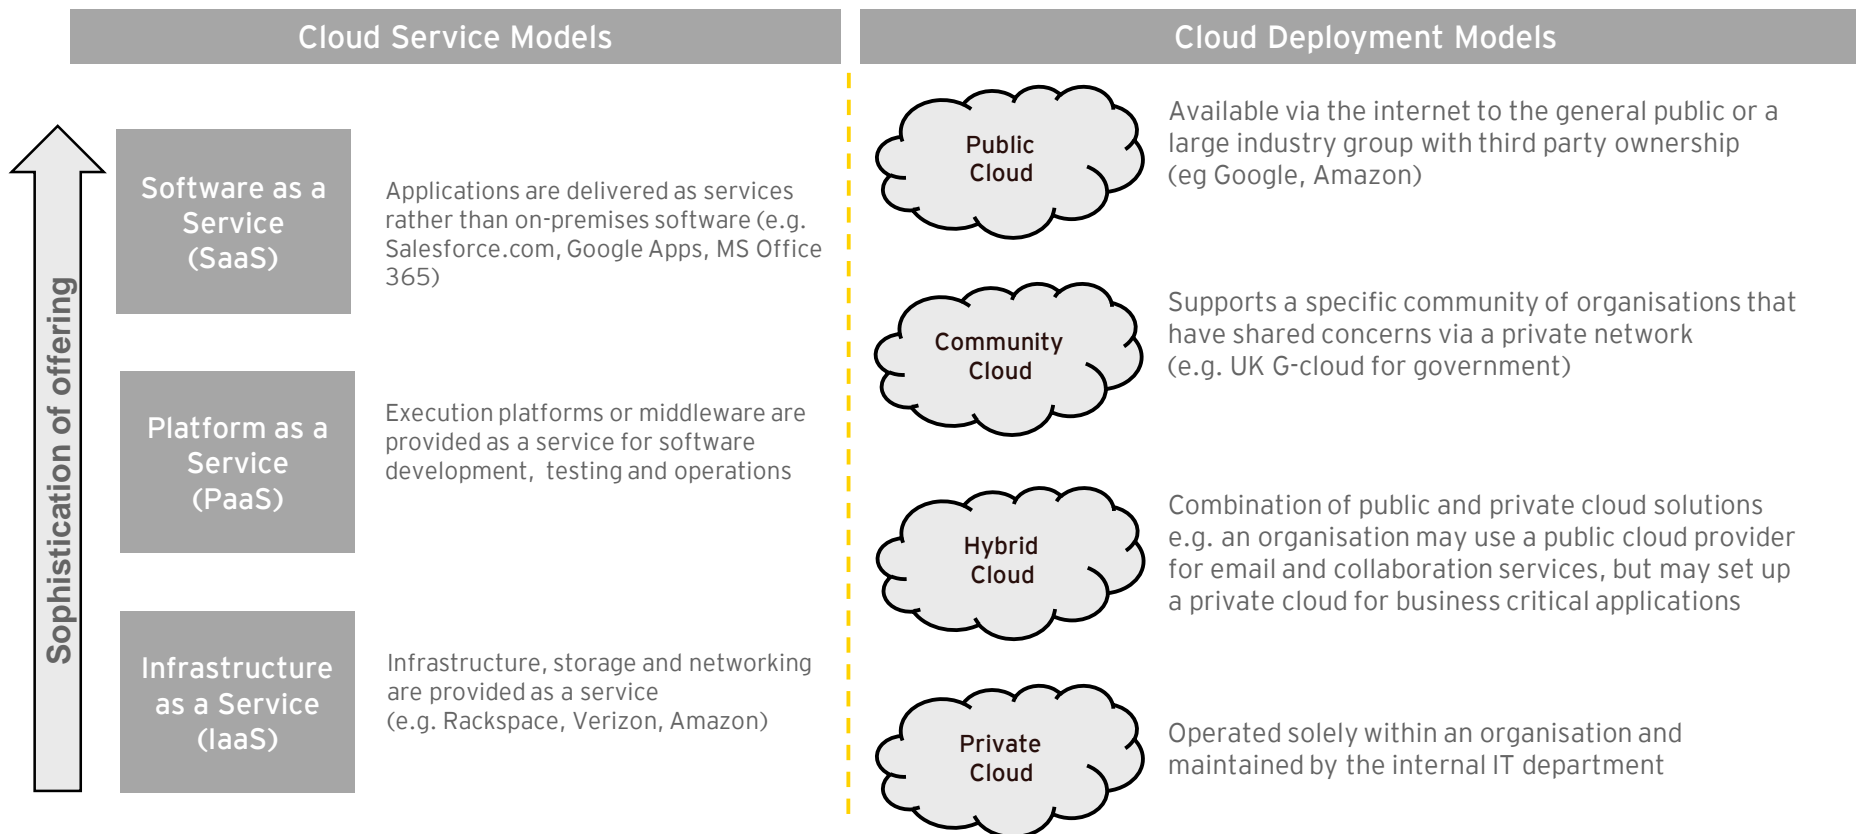 Cloud Service Models
Sophistication of offering
Software as a
Service
(SaaS)
Applications are delivered as services
rather than on-premises software (e.g.
Salesforce.com, Google Apps, MS Office
365)
Platform as a
Service
(PaaS)
Execution platforms or middleware are
provided as a service for software
development, testing and operations
Infrastructure
as a Service
(IaaS)
Infrastructure, storage and networking
are provided as a service
(e.g. Rackspace, Verizon, Amazon)
Cloud Deployment Models
Public
Cloud
Available via the internet to the general public or a
large industry group with third party ownership
(eg Google, Amazon)
Community
Cloud
Supports a specific community of organisations that
have shared concerns via a private network
(e.g. UK G-cloud for government)
Hybrid
Cloud
Combination of public and private cloud solutions
e.g. an organisation may use a public cloud provider
for email and collaboration services, but may set up
a private cloud for business critical applications
Private
Cloud
Operated solely within an organisation and
maintained by the internal IT department